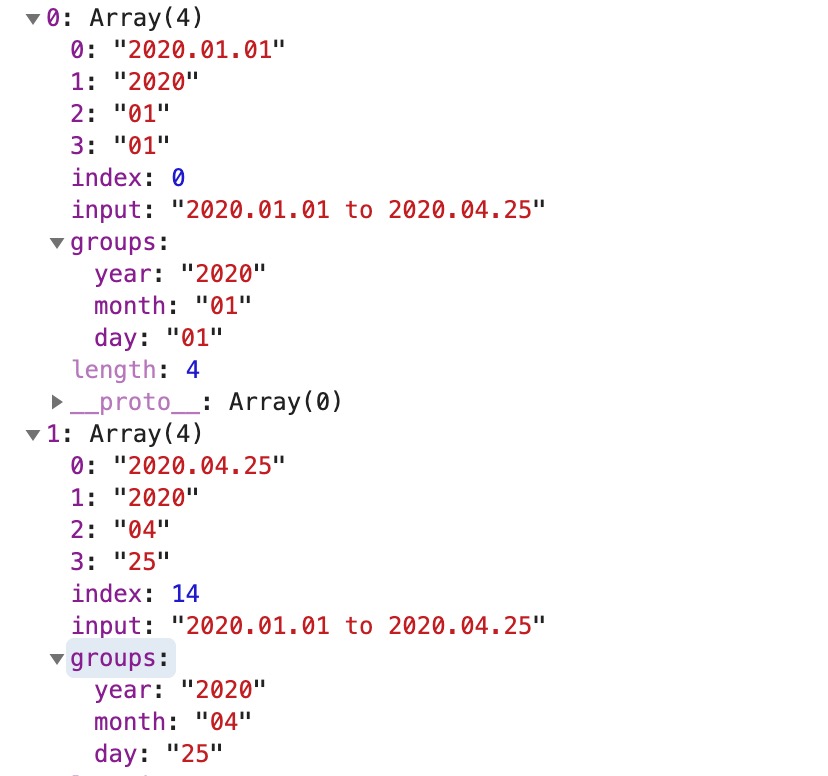 0: Array(4)
0: "2020.01.01"
1: "2020"
2: "01"
3: "01"
index: 0
input: "2020.01.01 to 2020.04.25"
groups:
year: "2020"
month: "01"
day: "01"
length: 4
__proto__: Array(0)
1: Array(4)
0: "2020.04.25"
1: "2020"
2: "04"
3: "25"
index: 14
input: "2020.01.01 to 2020.04.25"
groups:
year: "2020"
month: "04"
day: "25"